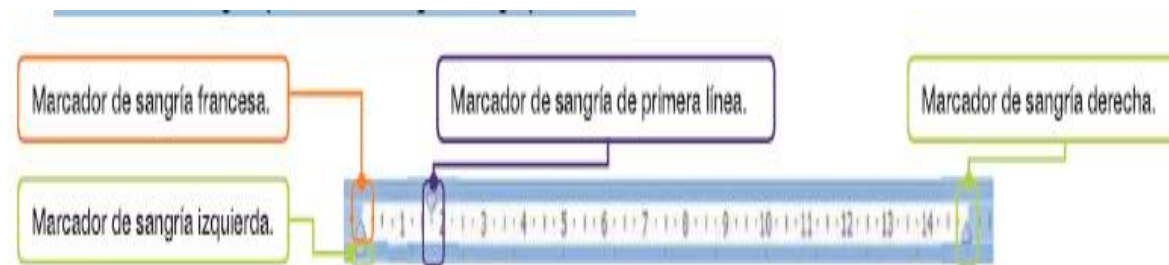 Marcador de sangría francesa.
Marcador de sangría de primera línea.
Marcador de sangría derecha.
Marcador de sangría izquierda.
1 2 3 4 5 6 7 8 9 10 11 12 13 14